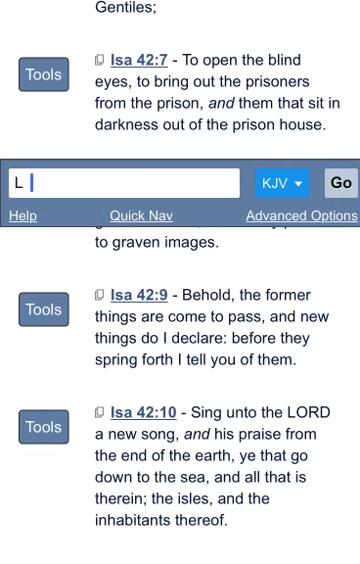 Gentiles;
Tools
Isa 42:7 - To open the blind
eyes, to bring out the prisoners
from the prison, and them that sit in
darkness out of the prison house.
L
KJV
Go
Help
Quick Nav
Advanced Options
to graven images.
Tools
Isa 42:9 - Behold, the former
things are come to pass, and new
things do I declare: before they
spring forth I tell you of them.
Tools
Isa 42:10 - Sing unto the LORD
a new song, and his praise from
the end of the earth, ye that go
down to the sea, and all that is
therein; the isles, and the
inhabitants thereof.